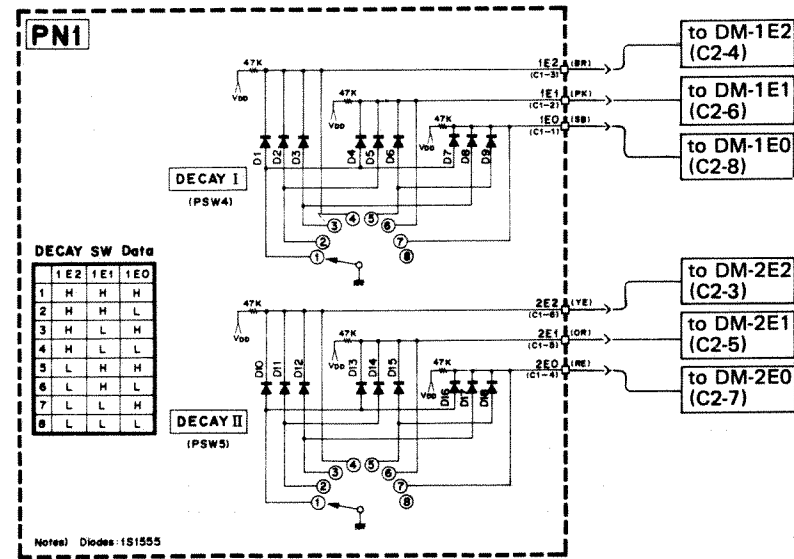 PN1
47K
VDD
1E2 (BR)
(C1-3)
to DM-1E2
(C2-4)
47K
VDD
1E1 (PK)
(C1-2)
to DM-1E1
(C2-6)
47K
VDD
1E0 (SB)
(C1-1)
to DM-1E0
(C2-8)
D1 D2 D3 D4 D5 D6 D7 D8 D9
DECAY I
(PSW4)
1 2 3 4 5 6 7 8
DECAY SW Data
1E2 1E1 1E0
1 H H H
2 H H L
3 H L H
4 H L L
5 L H H
6 L H L
7 L L H
8 L L L
47K
VDD
2E2 (YE)
(C1-6)
to DM-2E2
(C2-3)
47K
VDD
2E1 (OR)
(C1-5)
to DM-2E1
(C2-5)
47K
VDD
2E0 (RE)
(C1-4)
to DM-2E0
(C2-7)
D10 D11 D12 D13 D14 D15 D16 D17 D18
DECAY II
(PSW5)
1 2 3 4 5 6 7 8
Notes) Diodes:1S1555